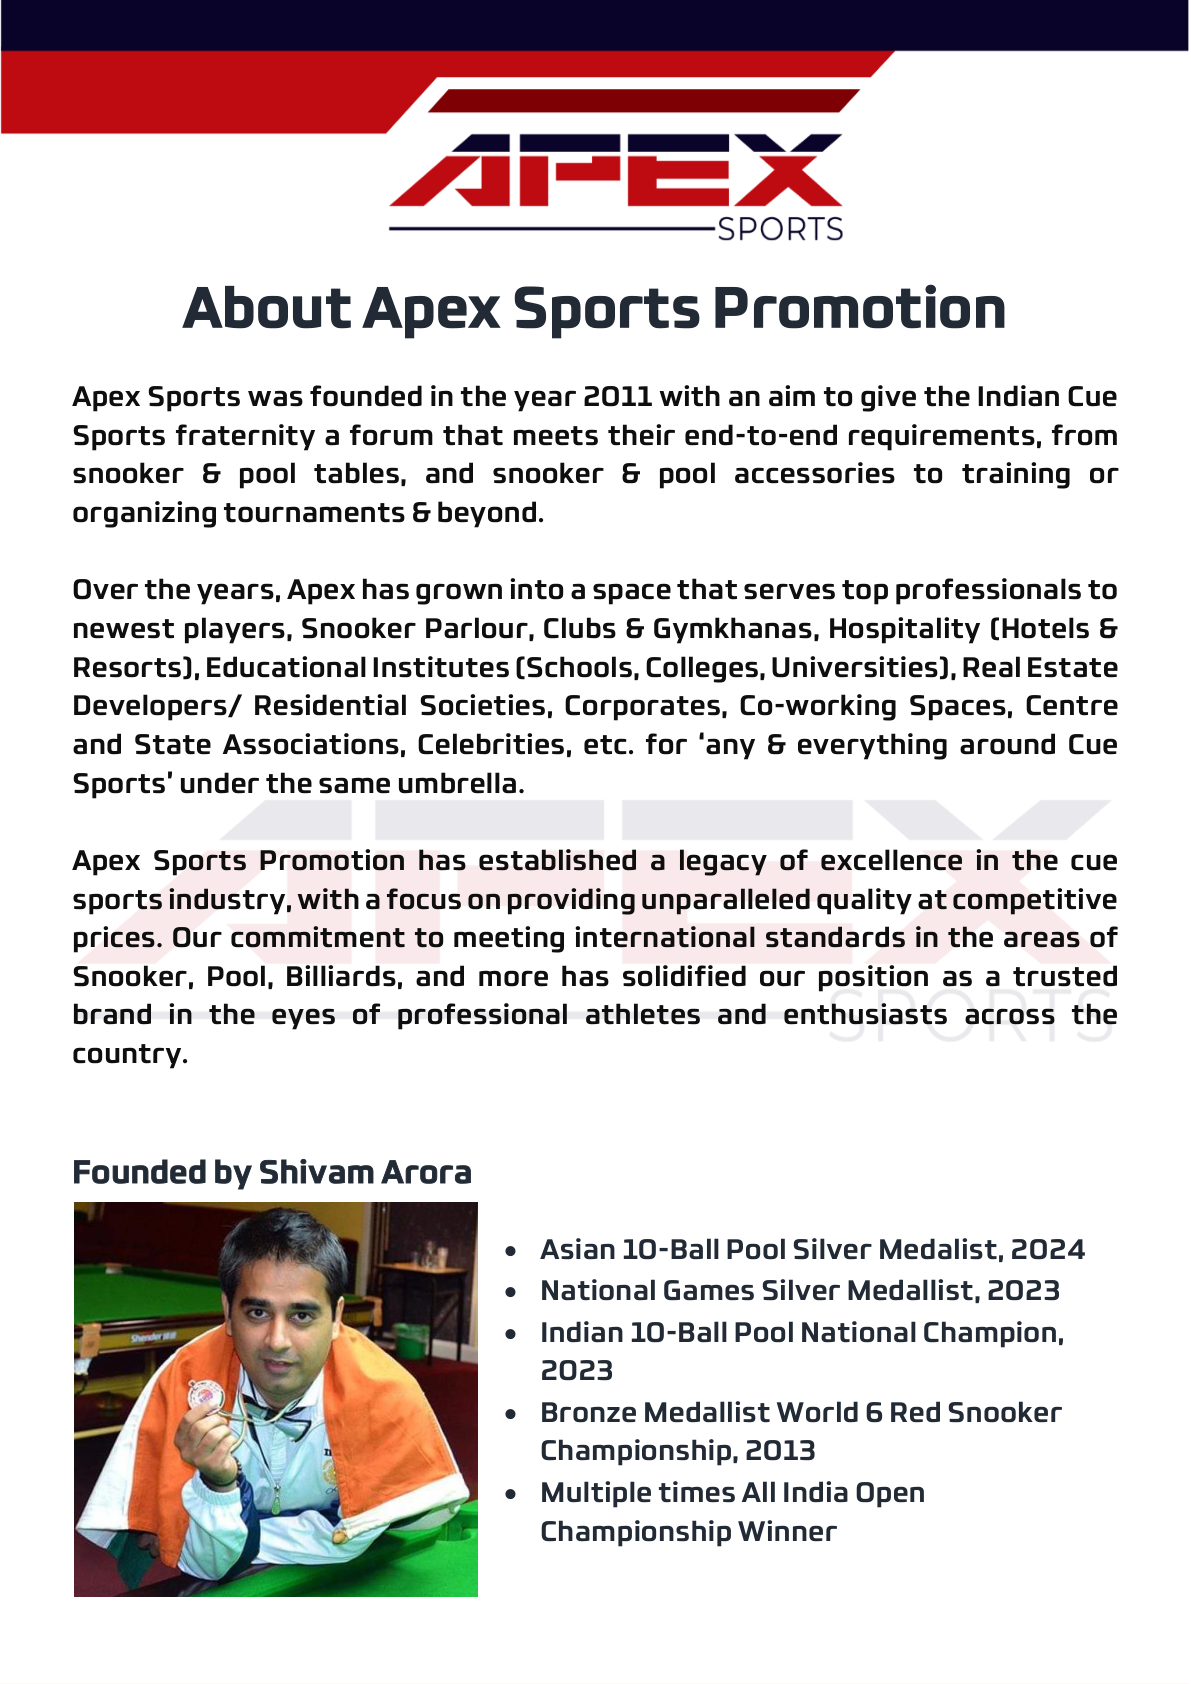 APEX
SPORTS
About Apex Sports Promotion
Apex Sports was founded in the year 2011 with an aim to give the Indian Cue
Sports fraternity a forum that meets their end-to-end requirements, from
snooker & pool tables, and snooker & pool accessories to training or
organizing tournaments & beyond.
Over the years, Apex has grown into a space that serves top professionals to
newest players, Snooker Parlour, Clubs & Gymkhanas, Hospitality (Hotels &
Resorts), Educational Institutes (Schools, Colleges, Universities), Real Estate
Developers/ Residential Societies, Corporates, Co-working Spaces, Centre
and State Associations, Celebrities, etc. for ‘any & everything around Cue
Sports’ under the same umbrella.
APEX
SPORTS
Apex Sports Promotion has established a legacy of excellence in the cue
sports industry, with a focus on providing unparalleled quality at competitive
prices. Our commitment to meeting international standards in the areas of
Snooker, Pool, Billiards, and more has solidified our position as a trusted
brand in the eyes of professional athletes and enthusiasts across the
country.
Founded by Shivam Arora
Shender
• Asian 10-Ball Pool Silver Medalist, 2024
• National Games Silver Medallist, 2023
• Indian 10-Ball Pool National Champion,
2023
• Bronze Medallist World 6 Red Snooker
Championship, 2013
• Multiple times All India Open
Championship Winner